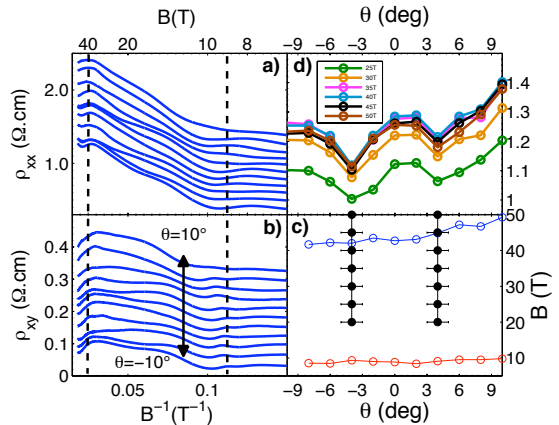 B(T)
40 20 10 8
θ (deg)
−9 −6 −3 0 3 6 9
a)
d)
25T
30T
35T
40T
45T
50T
2.0
1.0
ρxx (Ω.cm)
1.4
1.3
1.2
1.1
1
b)
c)
0.4
0.3
0.2
0.1
0
ρxy (Ω.cm)
θ=10°
θ=−10°
50
40
30
20
10
B (T)
0.05 0.1
B⁻¹(T⁻¹)
−9 −6 −3 0 3 6 9
θ (deg)